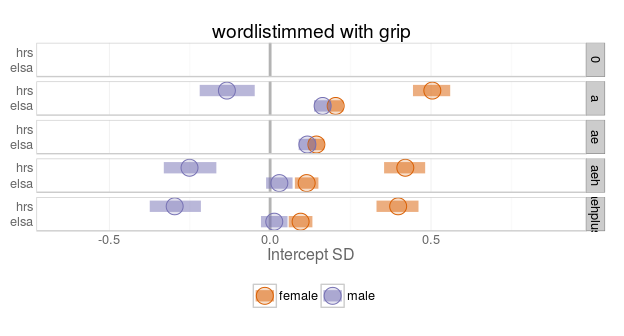 wordlistimmed with grip
hrs
elsa
0
hrs
elsa
a
hrs
elsa
ae
hrs
elsa
aeh
hrs
elsa
ehplus
-0.5
0.0
0.5
Intercept SD
female
male